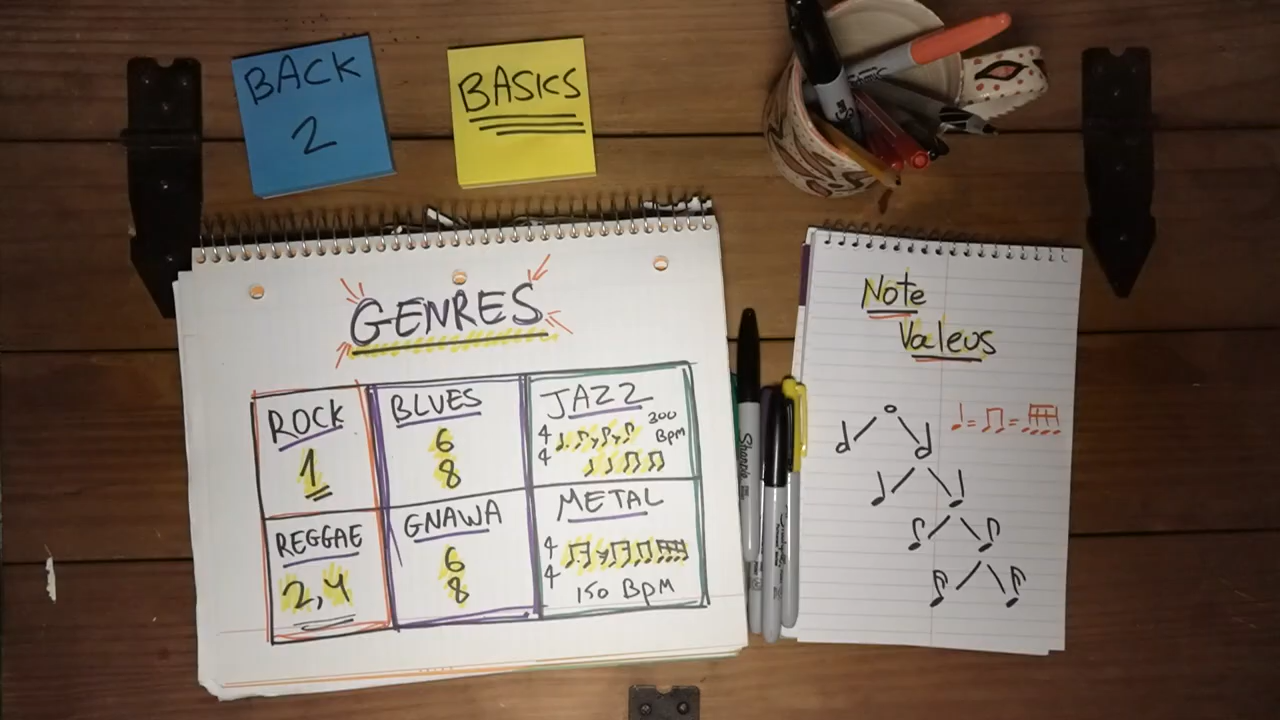 BACK
2
BASICS
GENRES
ROCK
1
BLUES
6
8
JAZZ
4
4
300
BPM
REGGAE
2,4
GNAWA
6
8
METAL
4
4
150 BPM
Note
Valeus
Sharpie